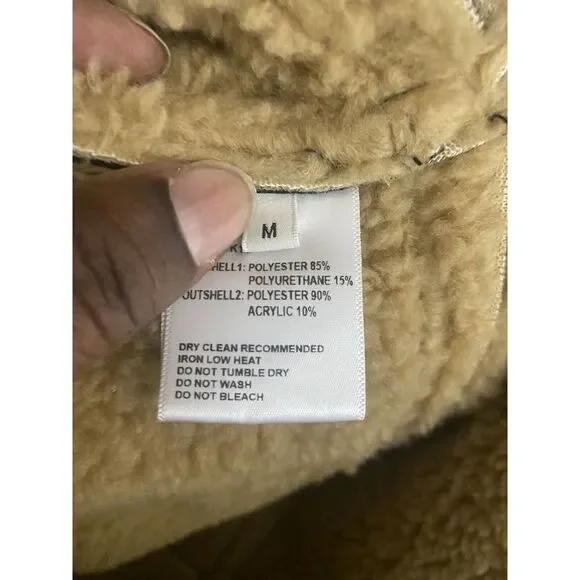 M
HELL1: POLYESTER 85%
POLYURETHANE 15%
OUTSHELL2: POLYESTER 90%
ACRYLIC 10%
DRY CLEAN RECOMMENDED
IRON LOW HEAT
DO NOT TUMBLE DRY
DO NOT WASH
DO NOT BLEACH